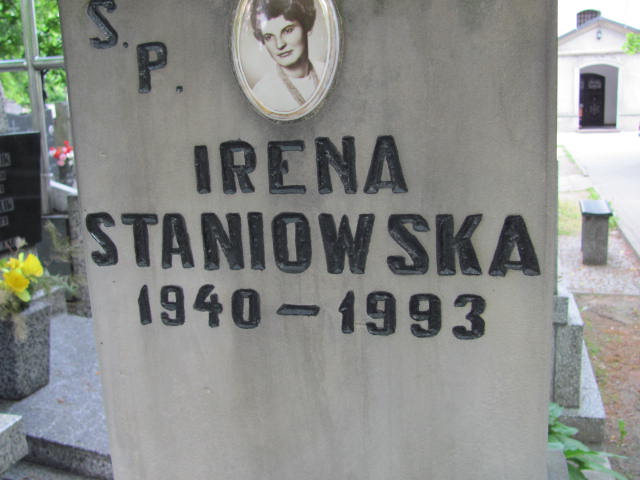 Ś.P.
IRENA
STANIOWSKA
1940-1993